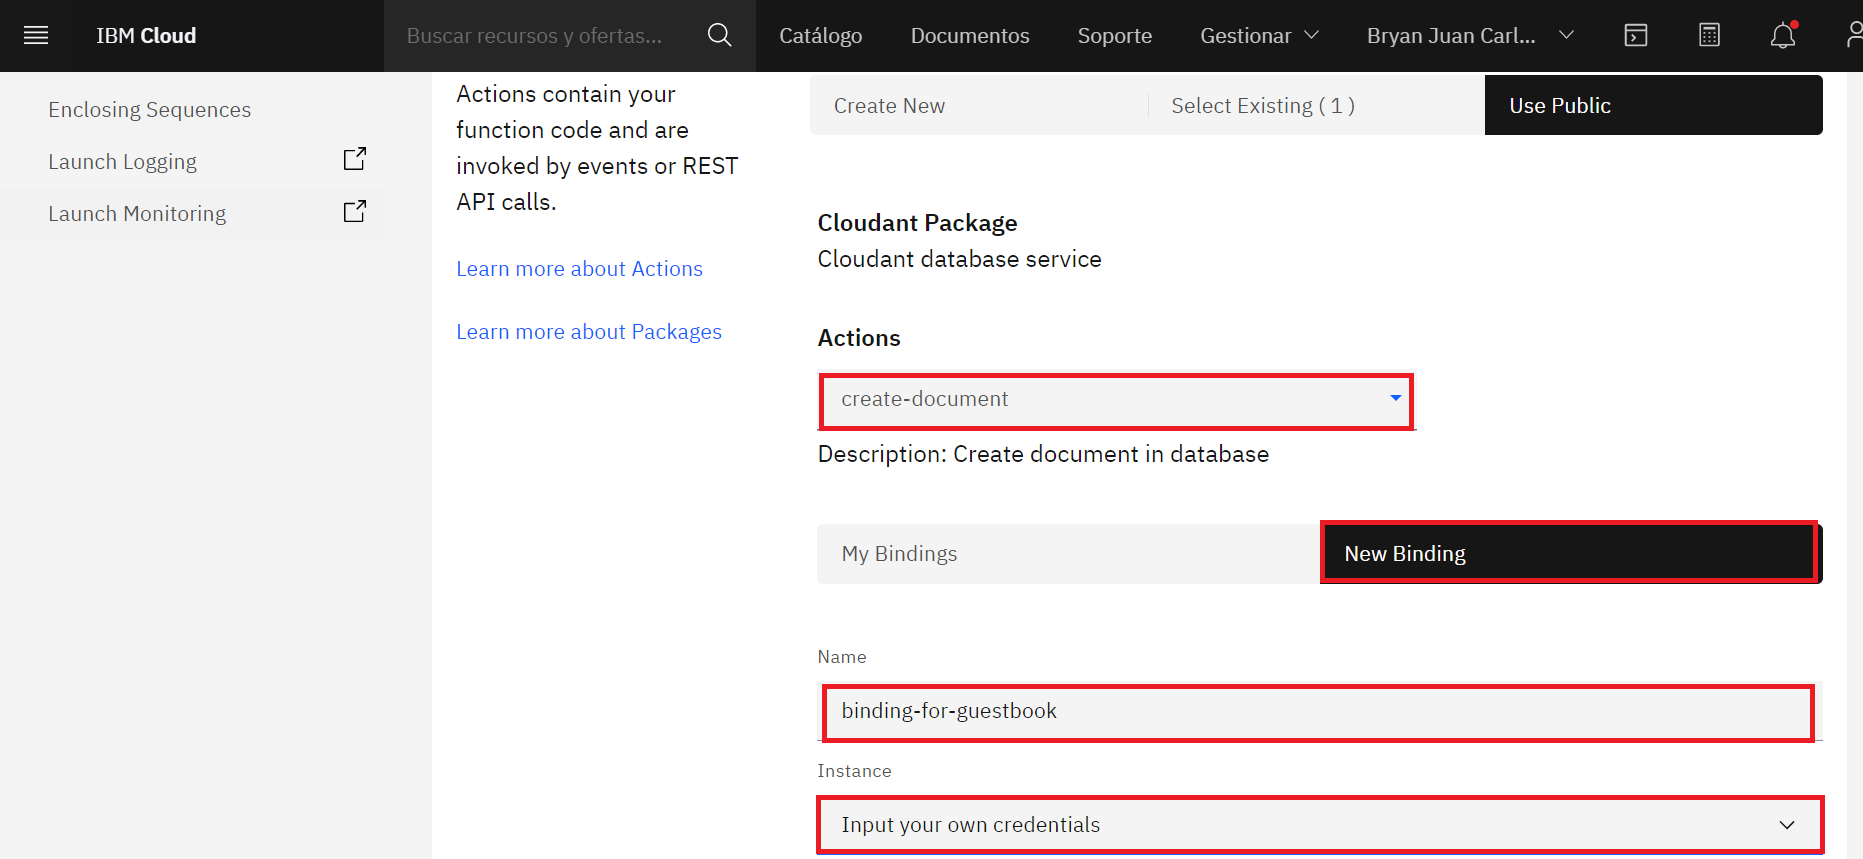 IBM Cloud
Buscar recursos y ofertas...
Catálogo
Documentos
Soporte
Gestionar
Bryan Juan Carl...
Enclosing Sequences
Launch Logging
Launch Monitoring
Actions contain your
function code and are
invoked by events or REST
API calls.
Learn more about Actions
Learn more about Packages
Create New
Select Existing ( 1 )
Use Public
Cloudant Package
Cloudant database service
Actions
create-document
Description: Create document in database
My Bindings
New Binding
Name
binding-for-guestbook
Instance
Input your own credentials